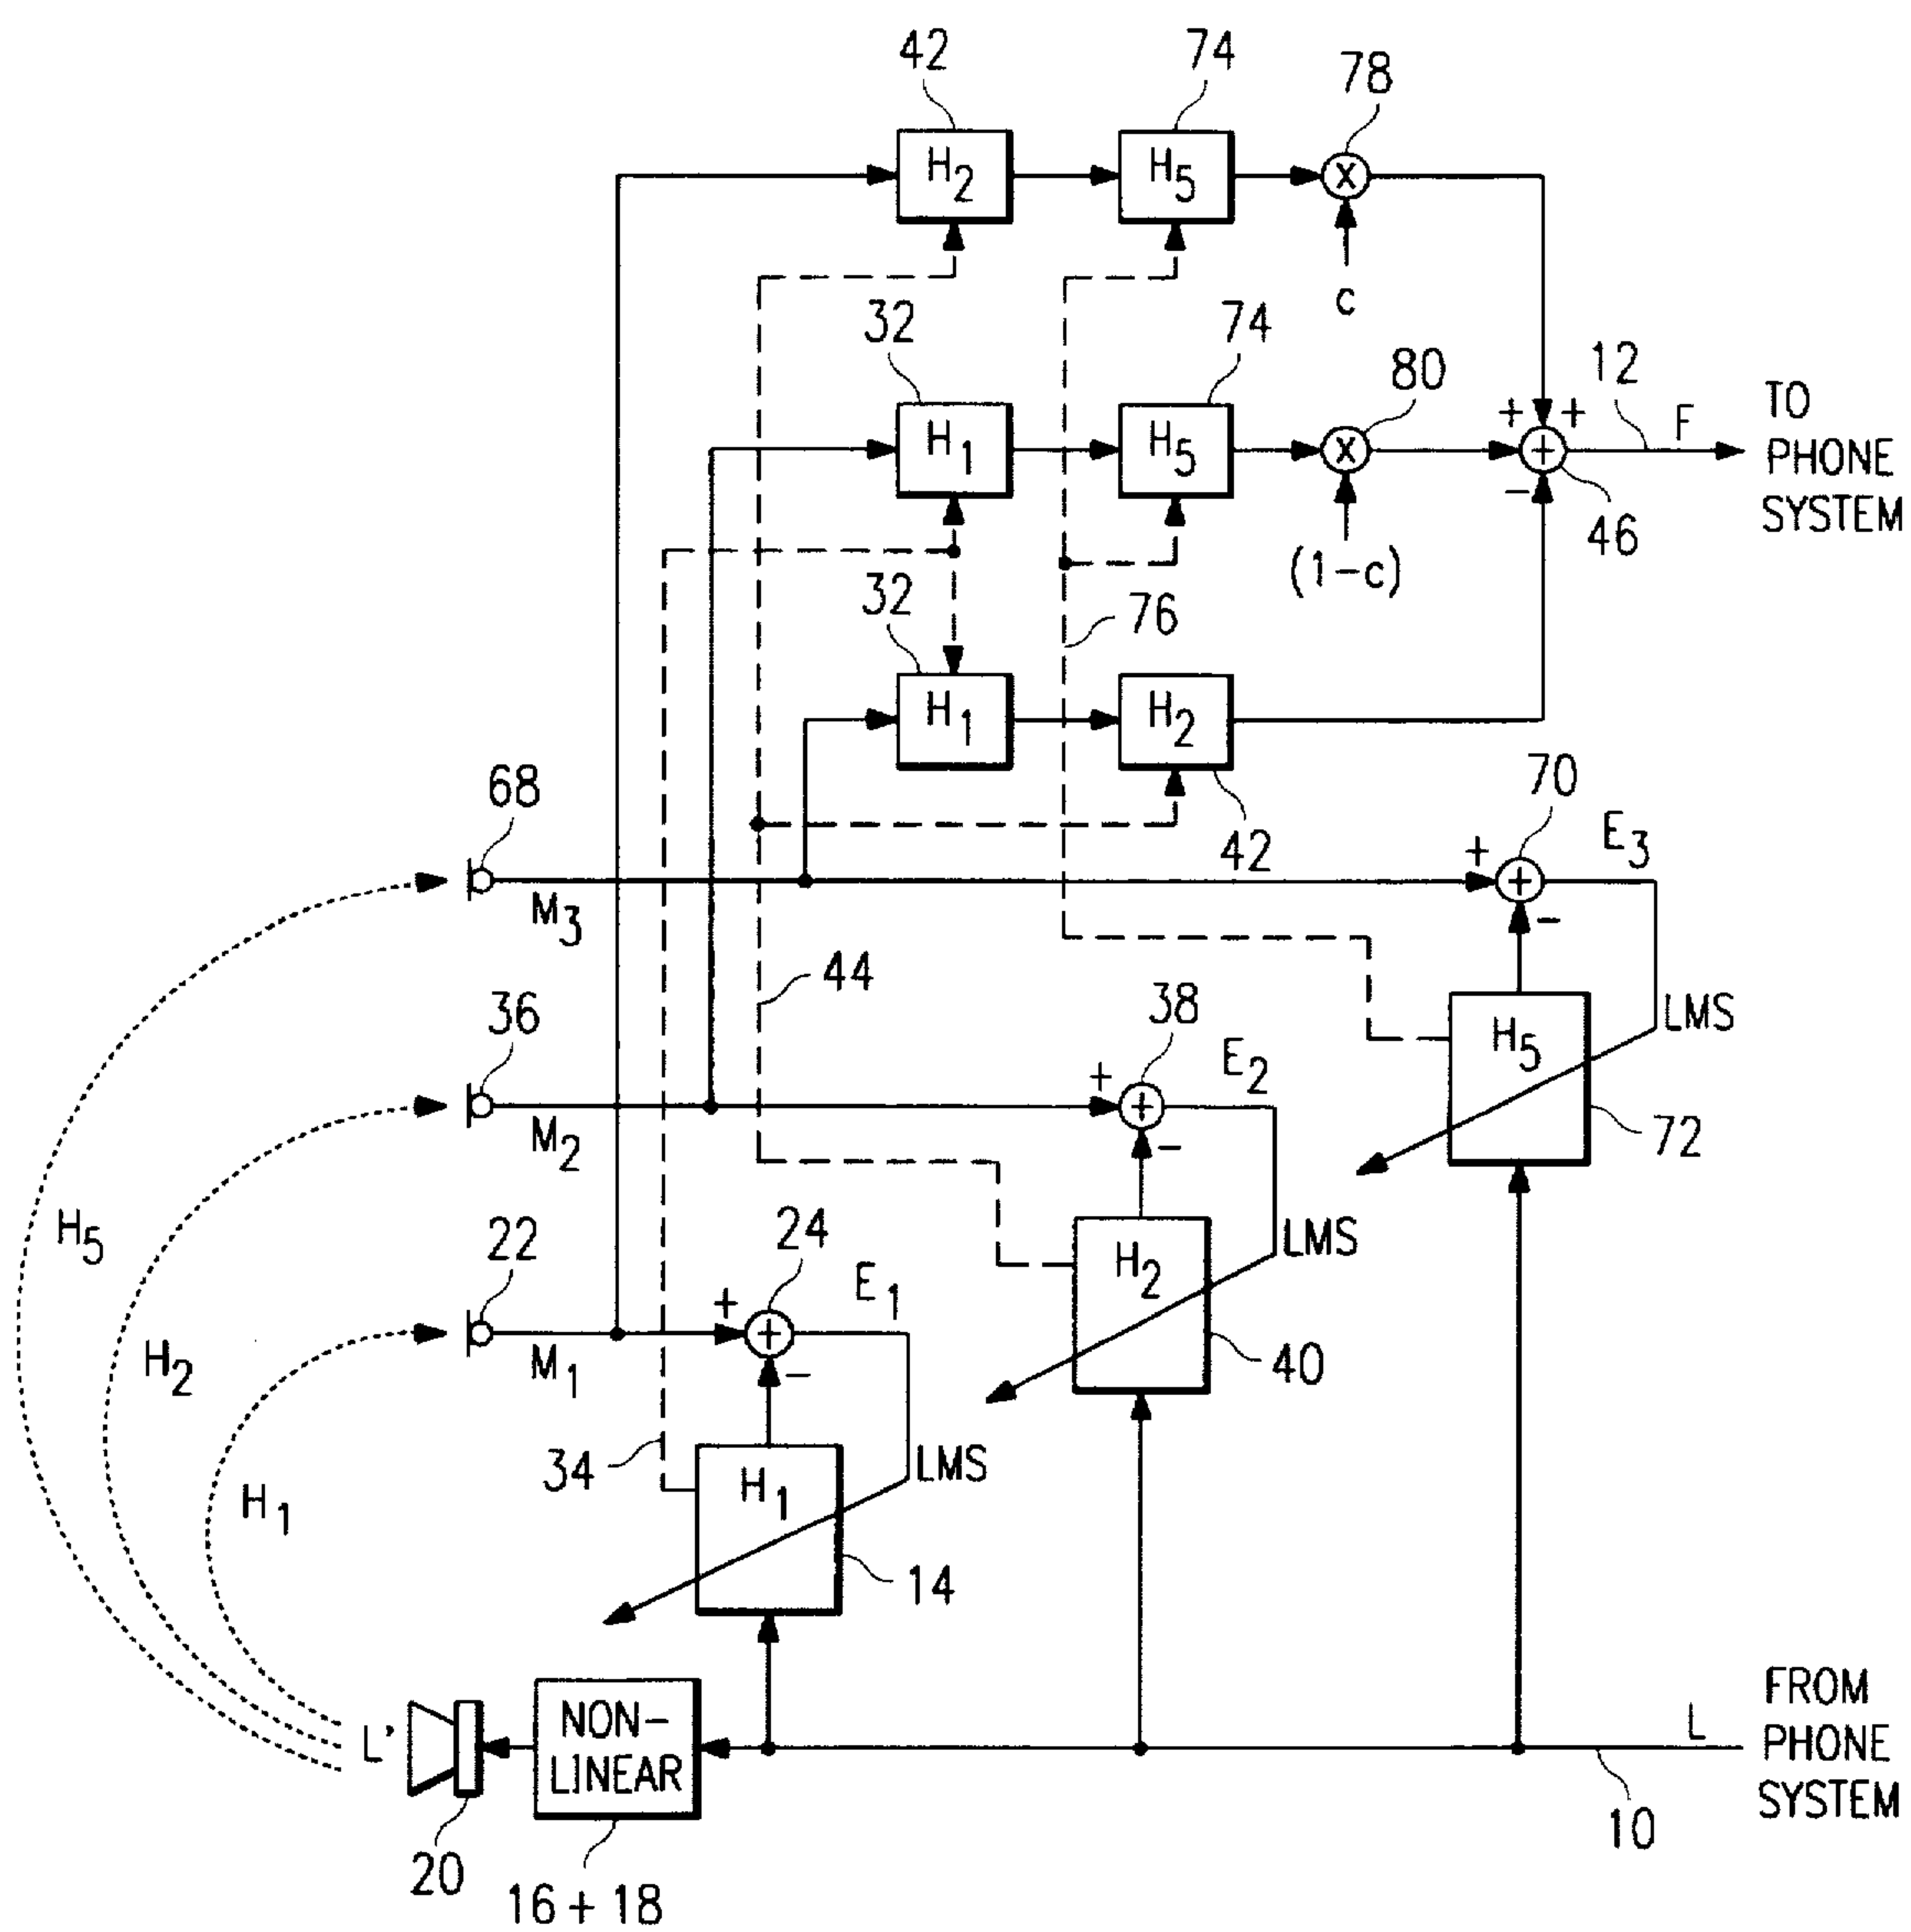 42
74
78
H2
H5
X
c
32
74
80
12
H1
H5
X
+ +
+
F
TO
PHONE
SYSTEM
-
46
(1-c)
32
76
H1
H2
42
68
70
+
+
E3
M3
-
44
LMS
36
38
H5
+
+
E2
M2
-
72
H5
22
24
H2
LMS
H2
+
+
E1
M1
-
40
34
H1
LMS
H1
14
FROM
PHONE
SYSTEM
L
L'
NON-
LINEAR
10
20
16 + 18